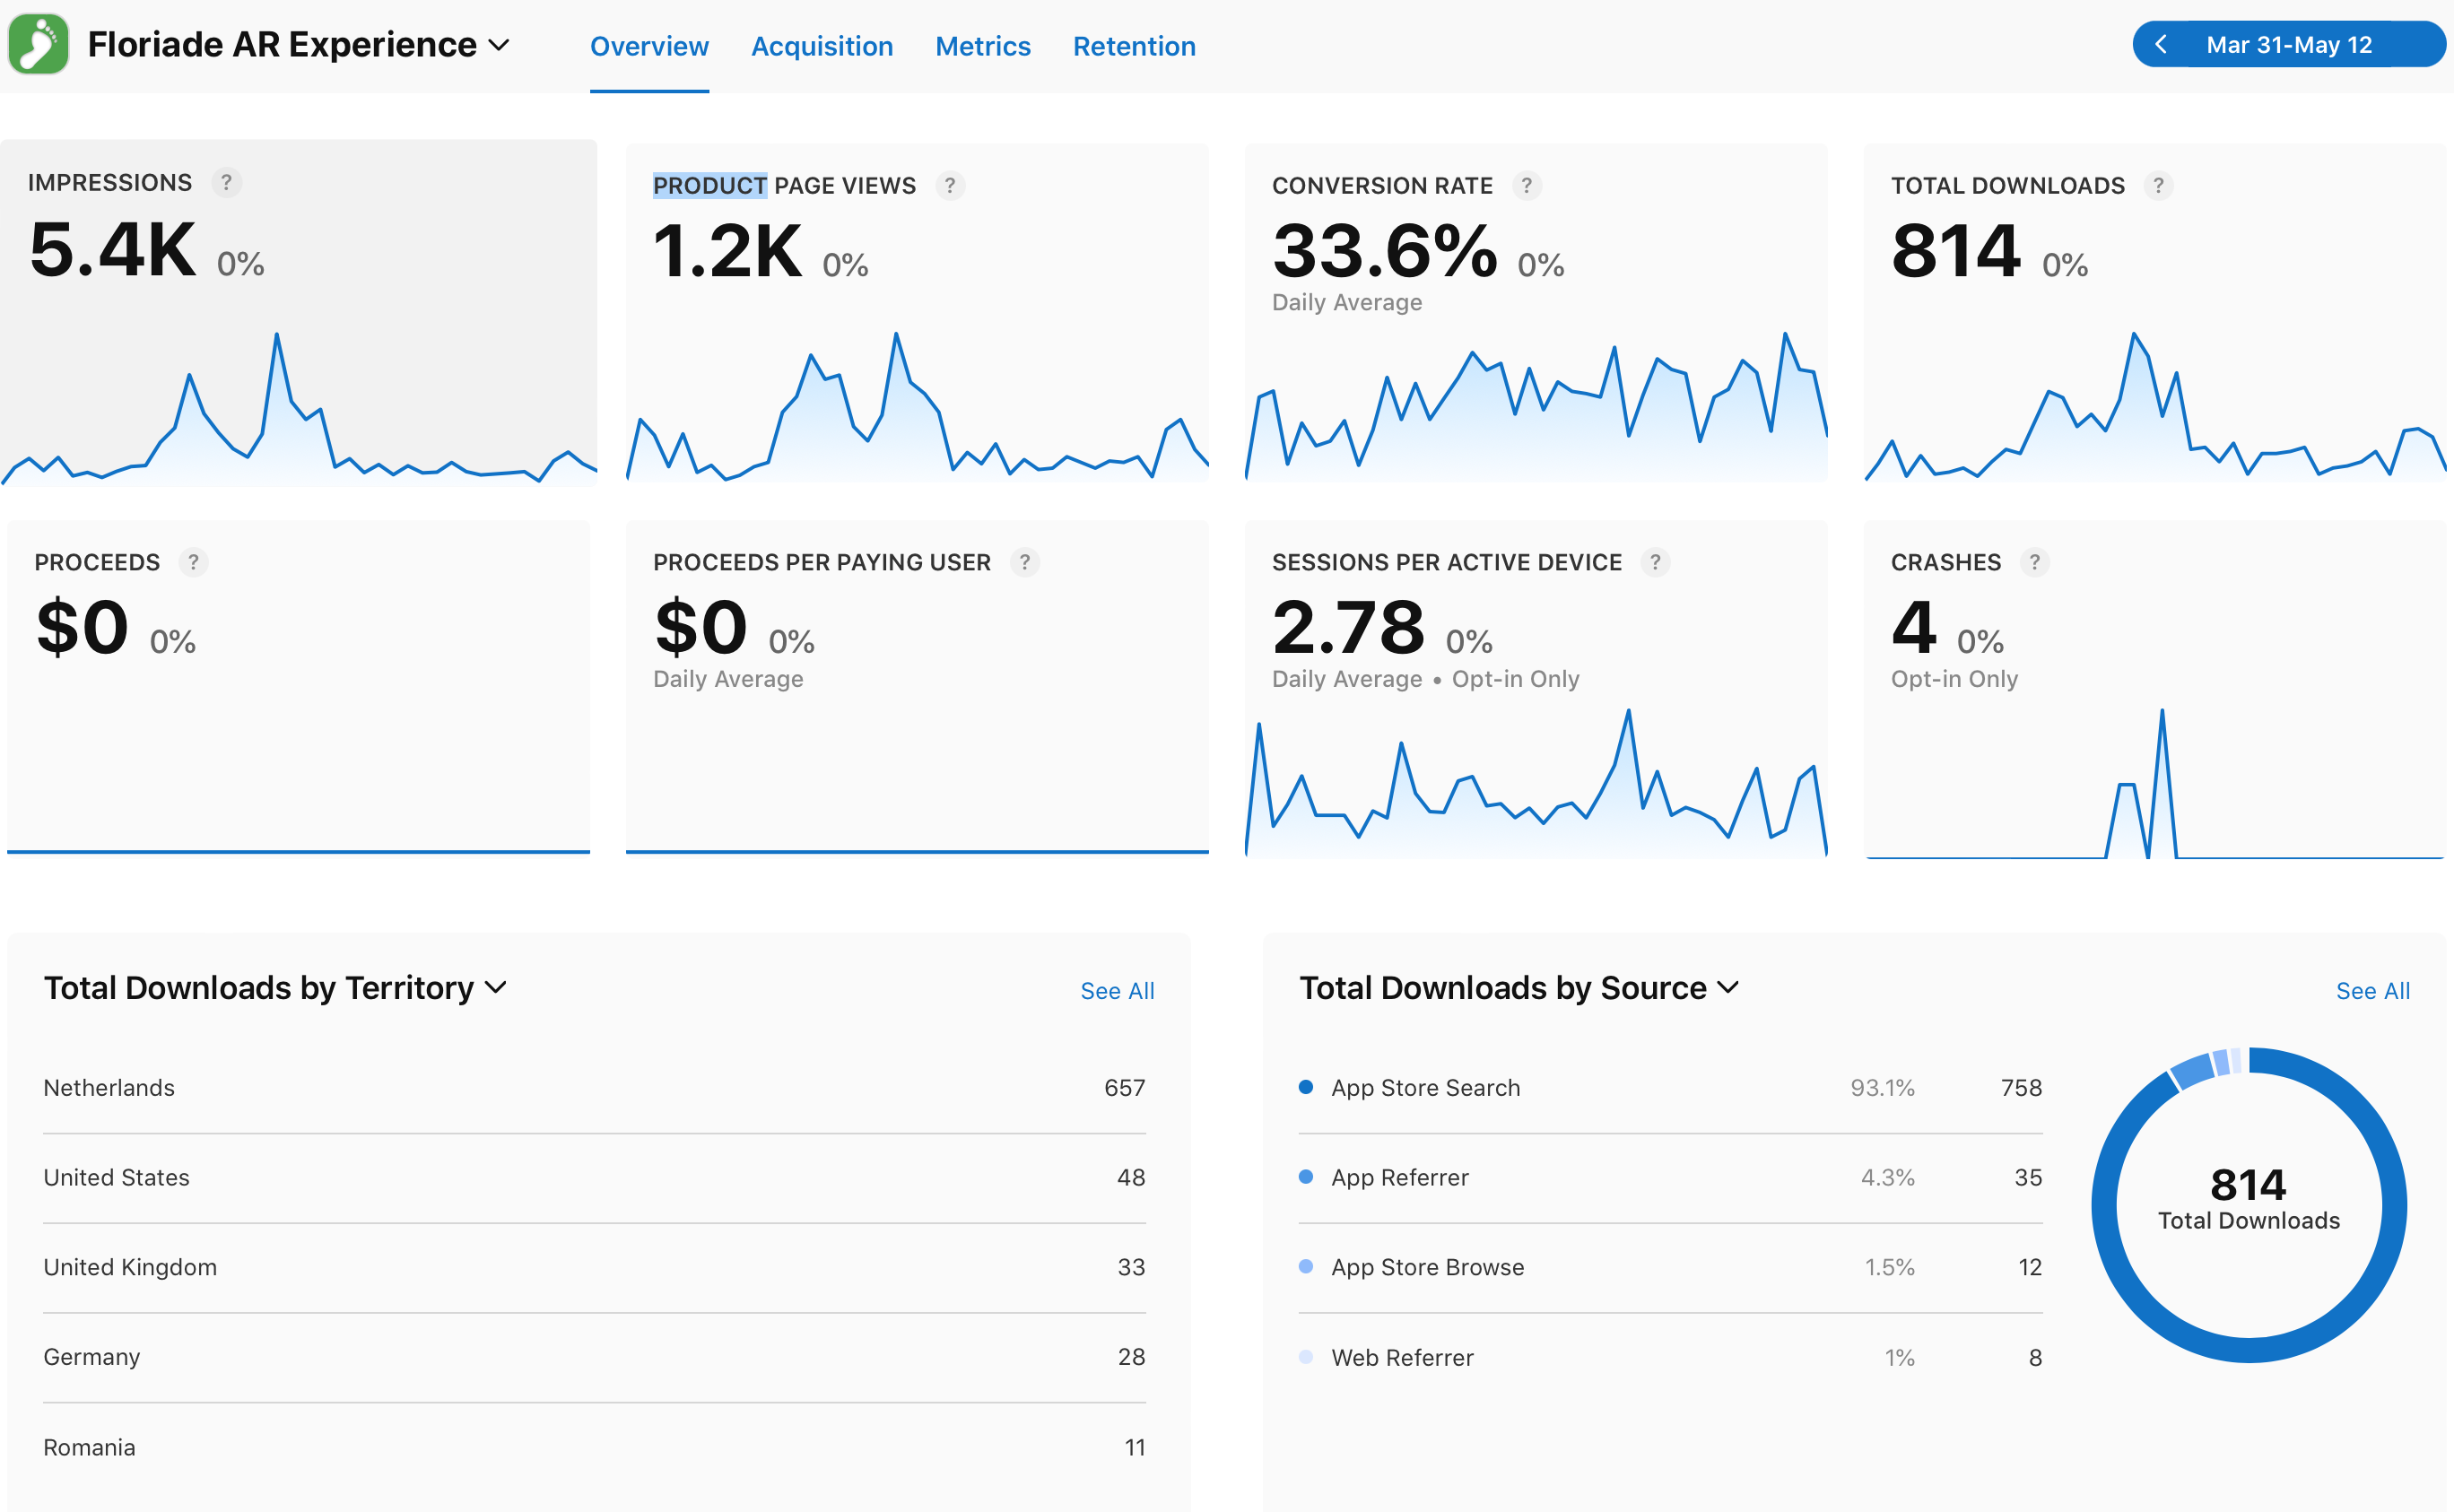 Floriade AR Experience
Overview Acquisition Metrics Retention
Mar 31-May 12
IMPRESSIONS ?
5.4K 0%
PRODUCT PAGE VIEWS ?
1.2K 0%
CONVERSION RATE ?
33.6% 0%
Daily Average
TOTAL DOWNLOADS ?
814 0%
PROCEEDS ?
$0 0%
PROCEEDS PER PAYING USER ?
$0 0%
Daily Average
SESSIONS PER ACTIVE DEVICE ?
2.78 0%
Daily Average • Opt-in Only
CRASHES ?
4 0%
Opt-in Only
Total Downloads by Territory
See All
Netherlands 657
United States 48
United Kingdom 33
Germany 28
Romania 11
Total Downloads by Source
See All
App Store Search 93.1% 758
App Referrer 4.3% 35
App Store Browse 1.5% 12
Web Referrer 1% 8
814
Total Downloads